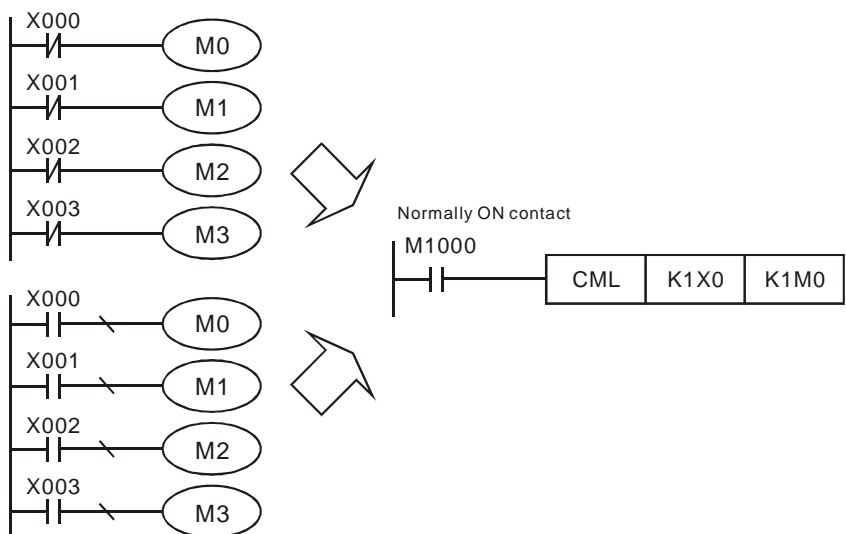 X000
M0
X001
M1
X002
M2
X003
M3
Normally ON contact
M1000
CML K1X0 K1M0
X000
M0
X001
M1
X002
M2
X003
M3